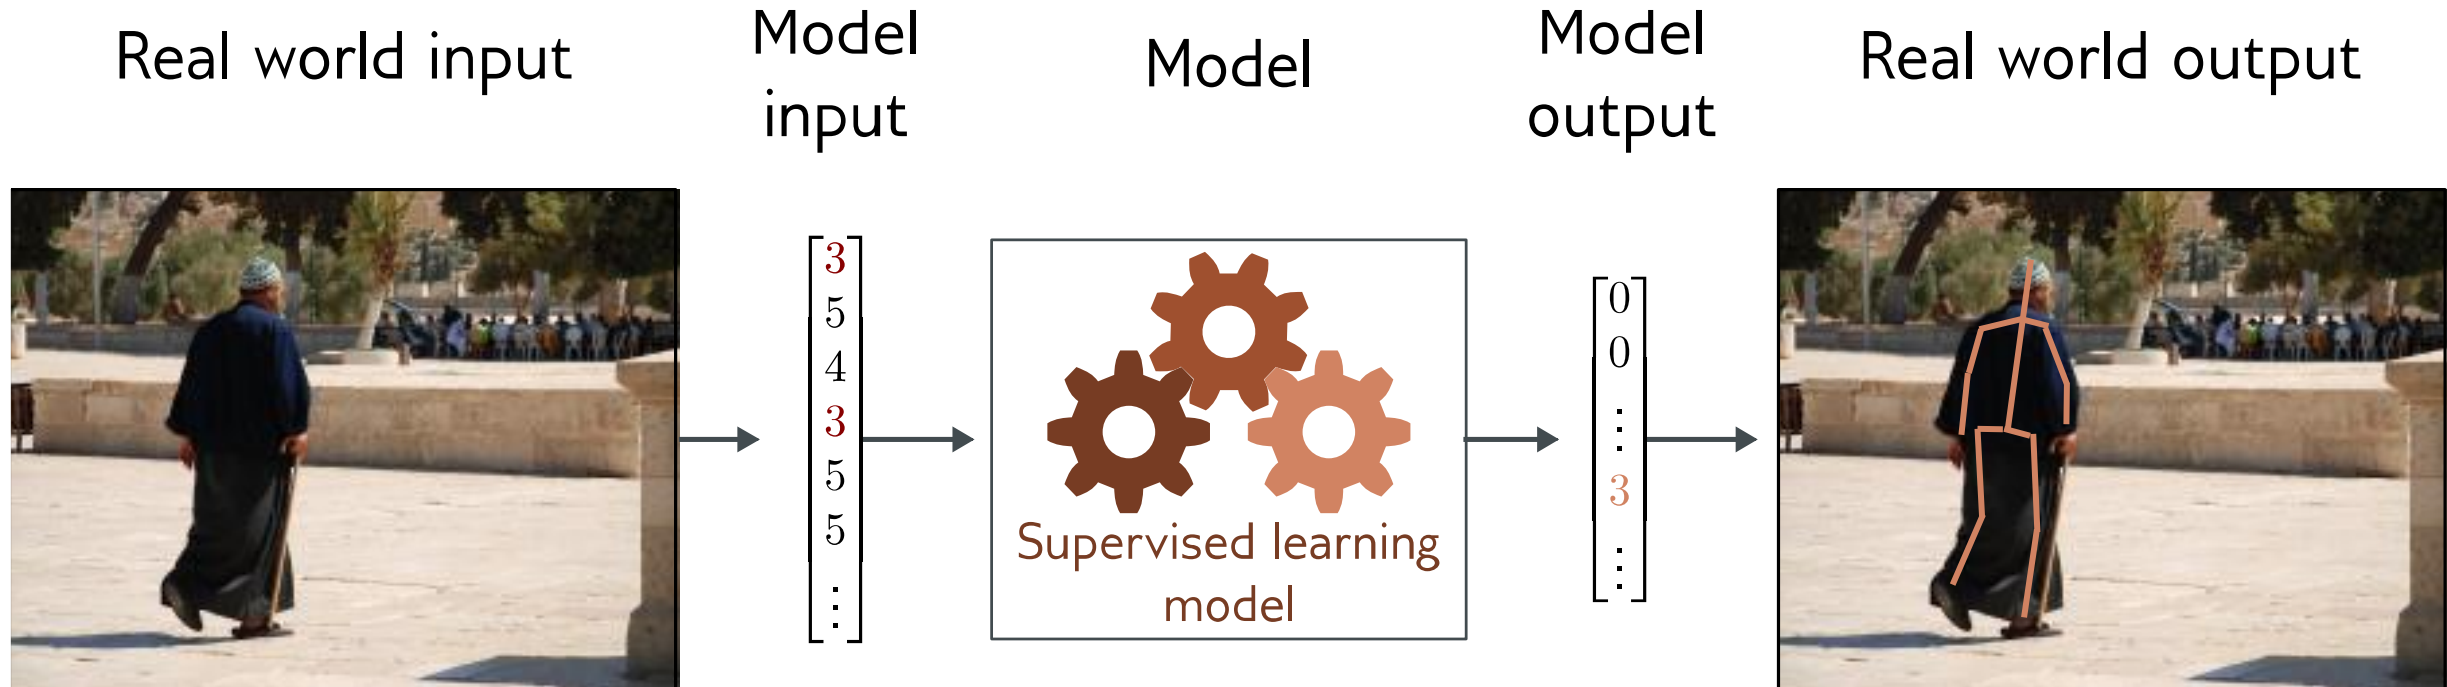 Real world input
Model
input
Model
Model
output
Real world output
3
5
4
3
5
5
⋮
Supervised learning
model
0
0
⋮
3
⋮